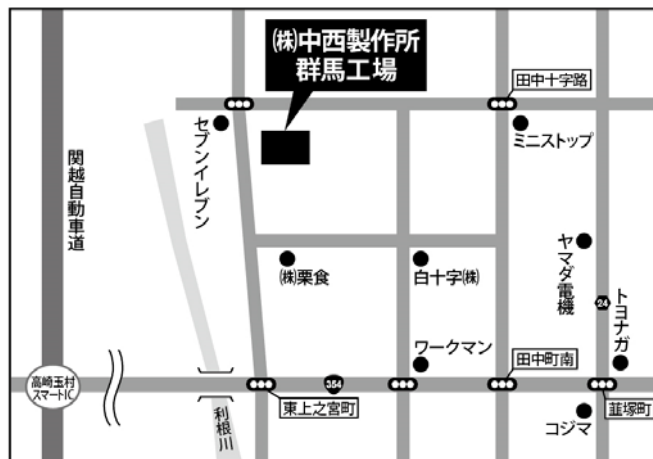 ㈱中西製作所
群馬工場
田中十字路
セブンイレブン
ミニストップ
関越自動車道
㈱栗食
白十字㈱
ヤマダ電機
24
トヨナガ
ワークマン
田中町南
高崎玉村
スマートIC
354
東上之宮町
利根川
コジマ
韮塚町